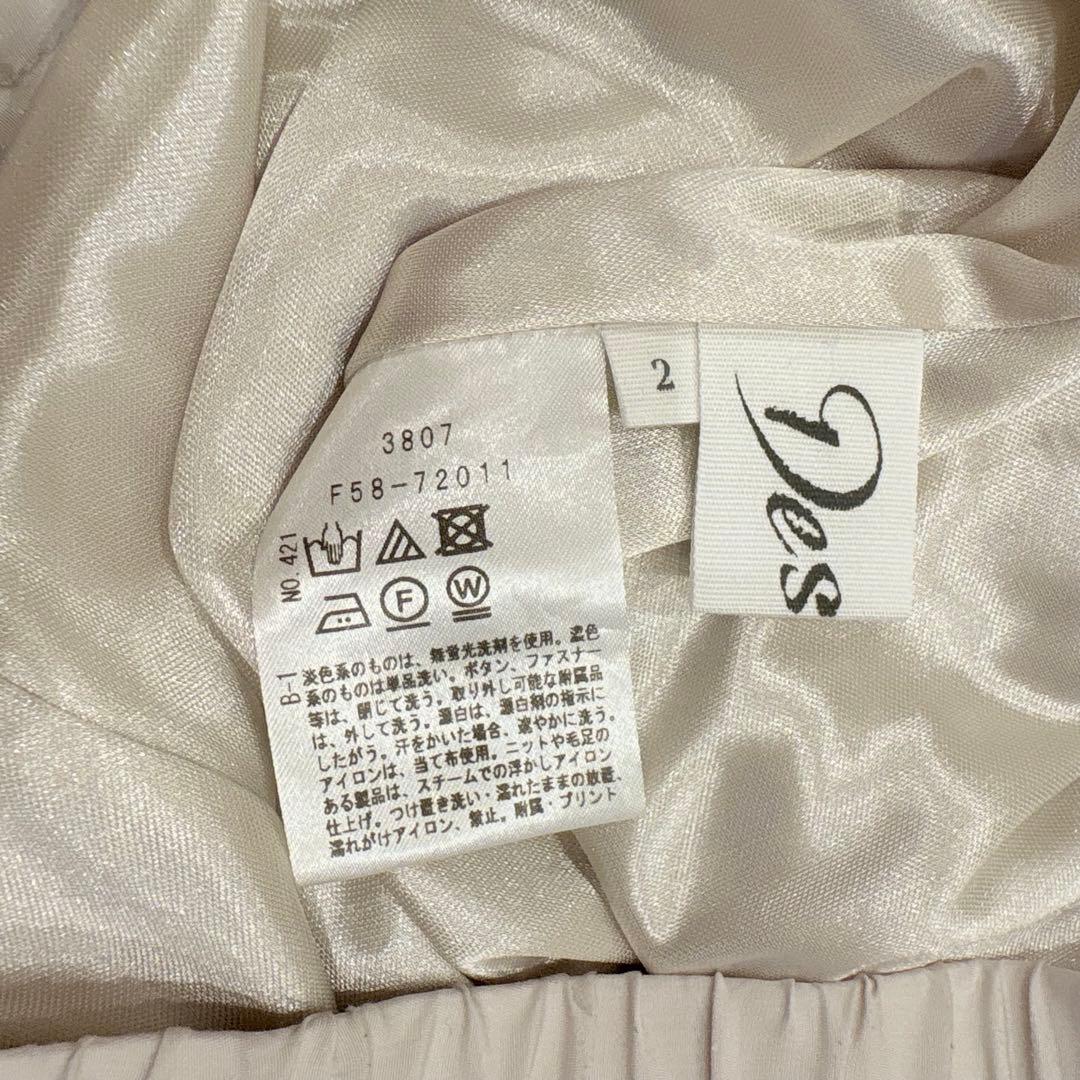 2
Des
3807
F58-72011
NO.421
F
W
B-1
淡色系のものは、無蛍光洗剤を使用。濃色
系のものは単品洗い。ボタン、ファスナー
等は、閉じて洗う。取り外し可能な附属品
は、外して洗う。漂白は、漂白剤の指示に
したがう。汗をかいた場合、速やかに洗う。
アイロンは、当て布使用。ニットや毛足の
ある製品は、スチームでの浮かしアイロン
仕上げ。つけ置き洗い・濡れたままの放置、
濡れがけアイロン、禁止。附属・プリント